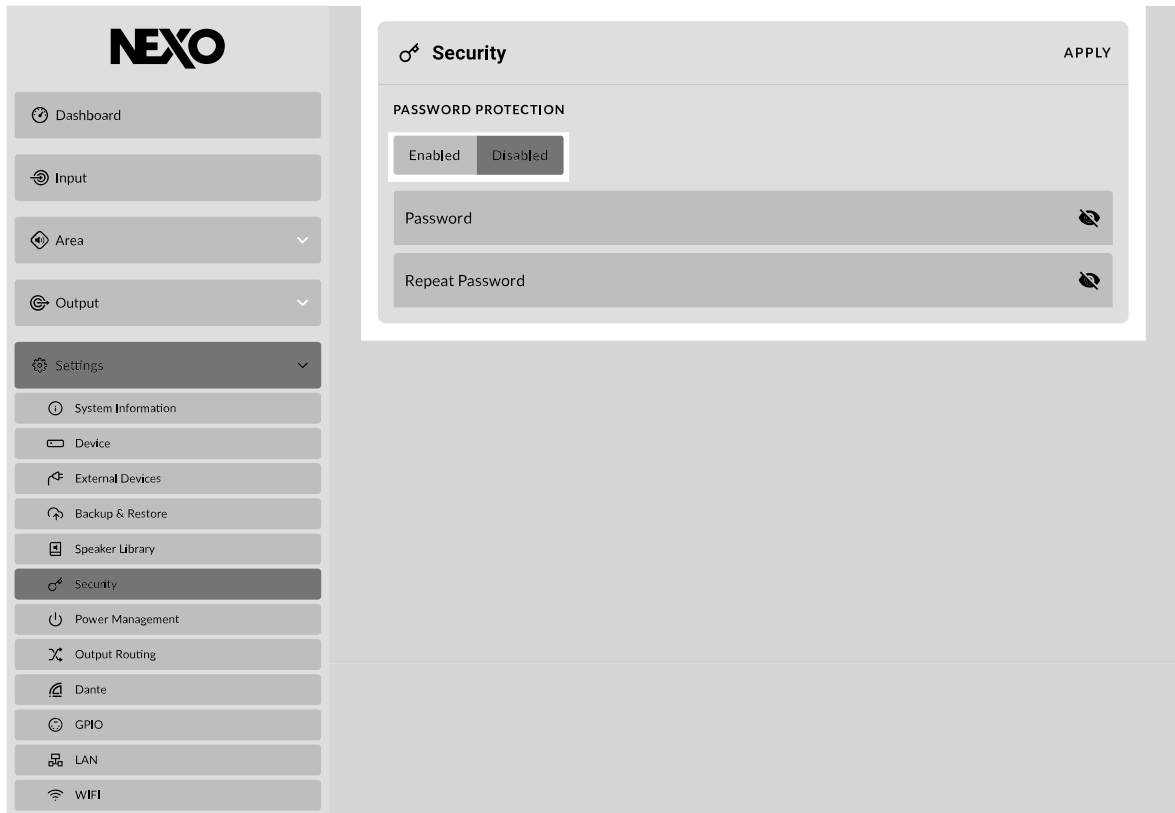 NEXO
Dashboard
Input
Area
Output
Settings
System Information
Device
External Devices
Backup & Restore
Speaker Library
Security
Power Management
Output Routing
Dante
GPIO
LAN
WIFI
Security
APPLY
PASSWORD PROTECTION
Enabled Disabled
Password
Repeat Password